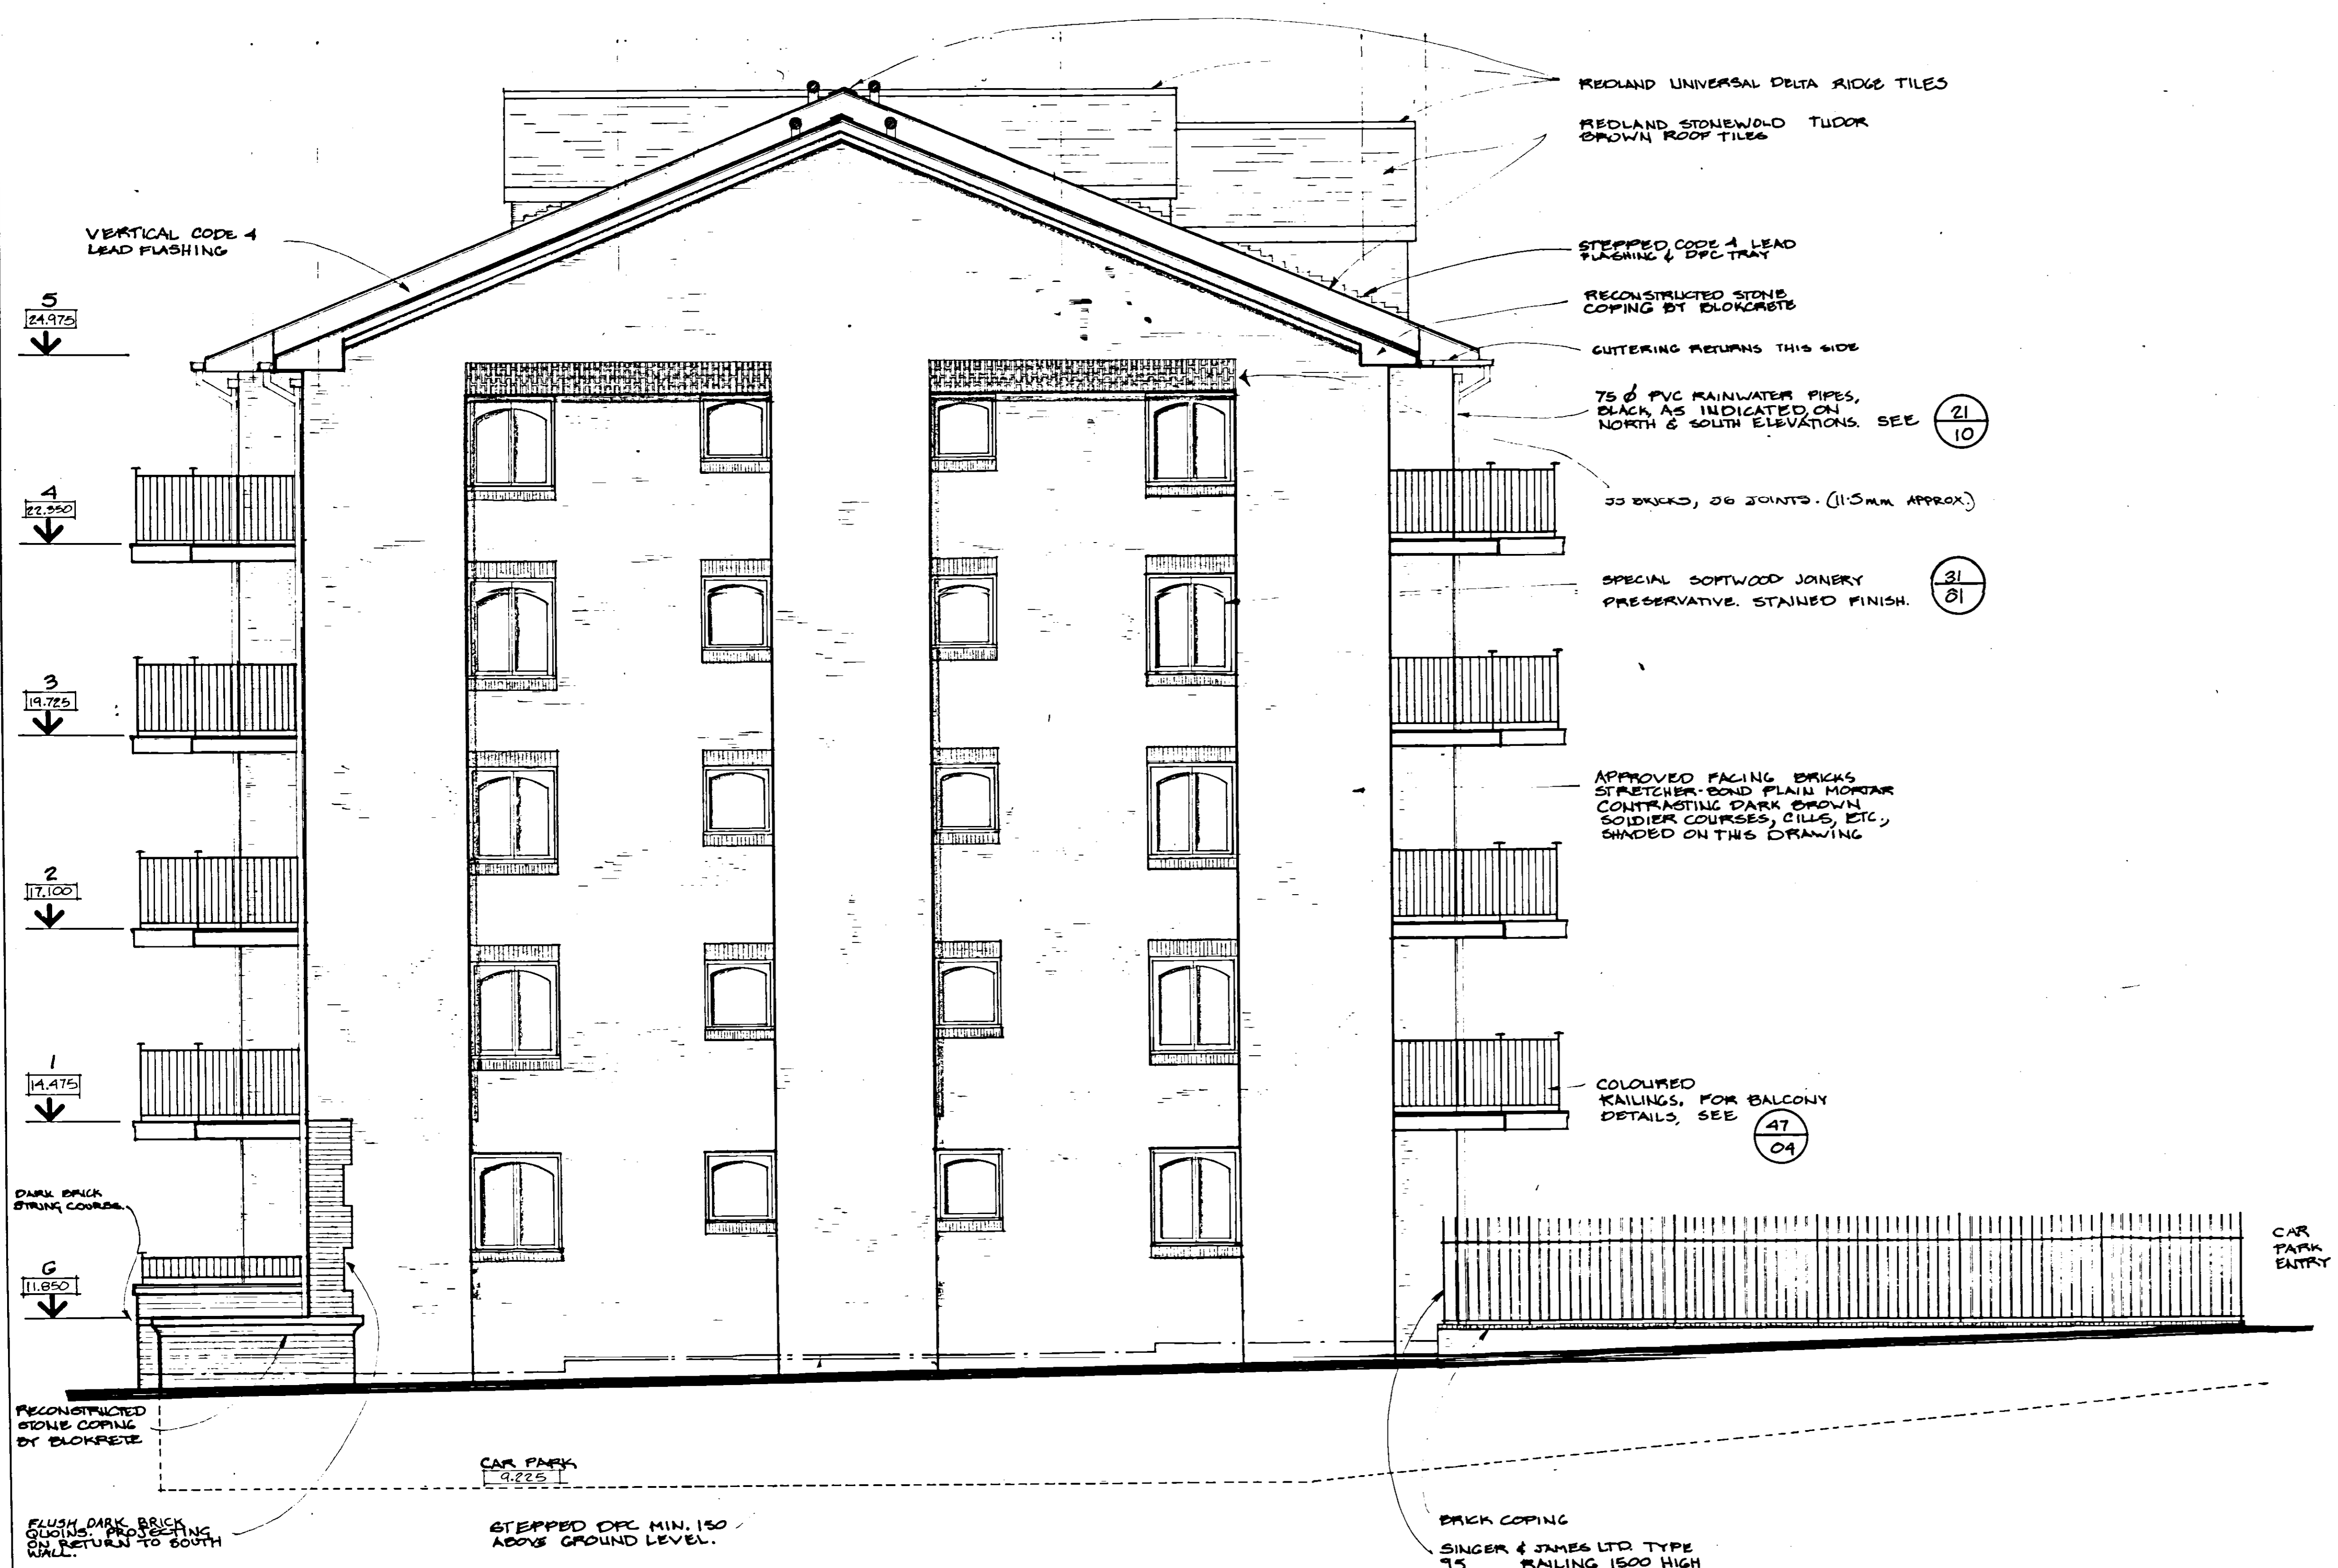 REDLAND UNIVERSAL DELTA RIDGE TILES
REDLAND STONEWOLD TUDOR
BROWN ROOF TILES
VERTICAL CODE 4
LEAD FLASHING
STEPPED CODE 4 LEAD
FLASHING & DPC TRAY
RECONSTRUCTED STONE
COPING BY BLOKCRETE
GUTTERING RETURNS THIS SIDE
75 Ø PVC RAINWATER PIPES,
BLACK, AS INDICATED ON
NORTH & SOUTH ELEVATIONS. SEE
21
10
BRICKS, JOINTS. (11.5mm APPROX.)
SPECIAL SOFTWOOD JOINERY
PRESERVATIVE. STAINED FINISH.
31
01
APPROVED FACING BRICKS
STRETCHER-BOND PLAIN MORTAR
CONTRASTING DARK BROWN
SOLDIER COURSES, CILLS, ETC.,
SHADED ON THIS DRAWING
COLOURED
RAILINGS. FOR BALCONY
DETAILS, SEE
47
04
5
24.975
4
22.350
3
19.725
2
17.100
1
14.475
DARK BRICK
STRING COURSE.
G
11.850
CAR
PARK
ENTRY
RECONSTRUCTED
STONE COPING
BY BLOKRETE
CAR PARK
9.225
FLUSH DARK BRICK
QUOINS. PROJECTING
ON RETURN TO SOUTH
WALL.
STEPPED DPC MIN. 150
ABOVE GROUND LEVEL.
BRICK COPING
SINGER & JAMES LTD. TYPE
95 RAILING 1500 HIGH